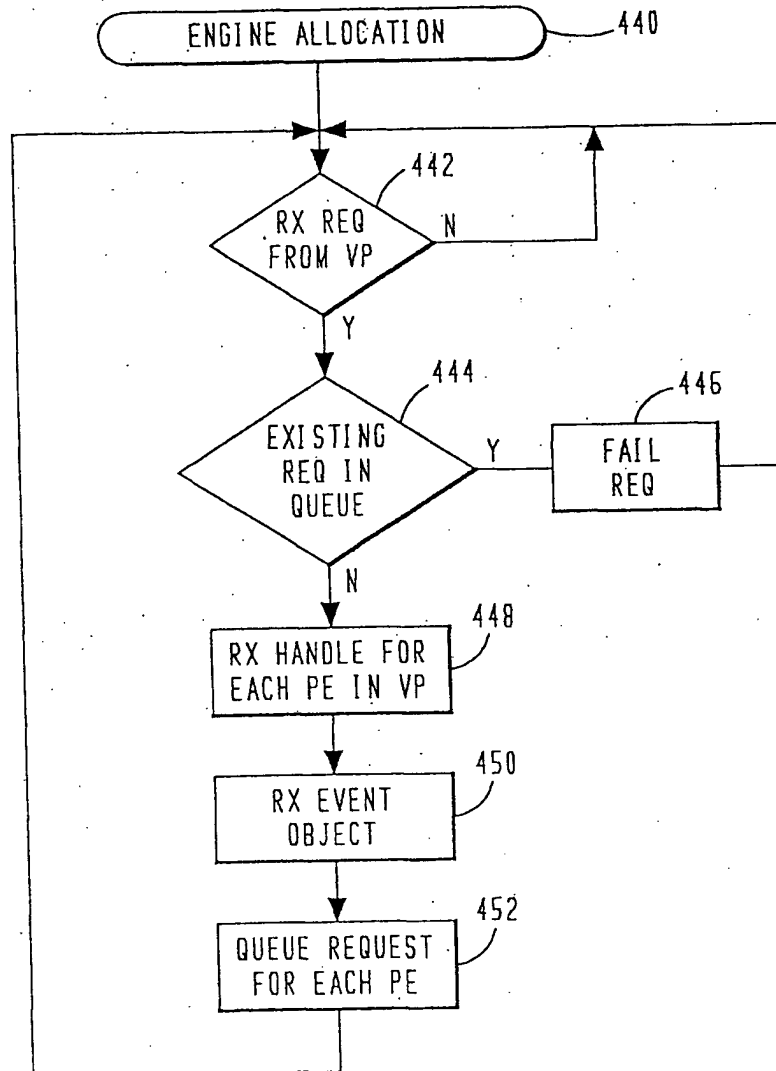 ENGINE ALLOCATION
440
442
RX REQ
FROM VP
N
Y
444
EXISTING
REQ IN
QUEUE
Y
446
FAIL
REQ
N
448
RX HANDLE FOR
EACH PE IN VP
450
RX EVENT
OBJECT
452
QUEUE REQUEST
FOR EACH PE